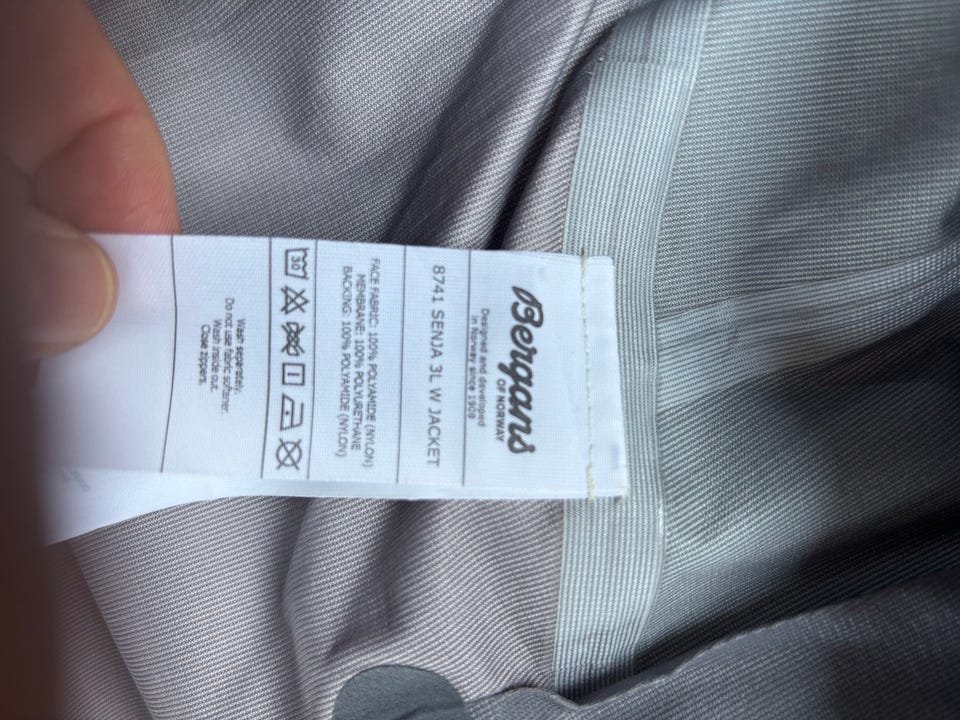 Bergans
OF NORWAY
Designed and developed
in Norway since 1908
8741 SENJA 3L W JACKET
FACE FABRIC: 100% POLYAMIDE (NYLON)
MEMBRANE: 100% POLYURETHANE
BACKING: 100% POLYAMIDE (NYLON)
30
Wash separately.
Do not use fabric softener.
Wash inside out.
Close zippers.